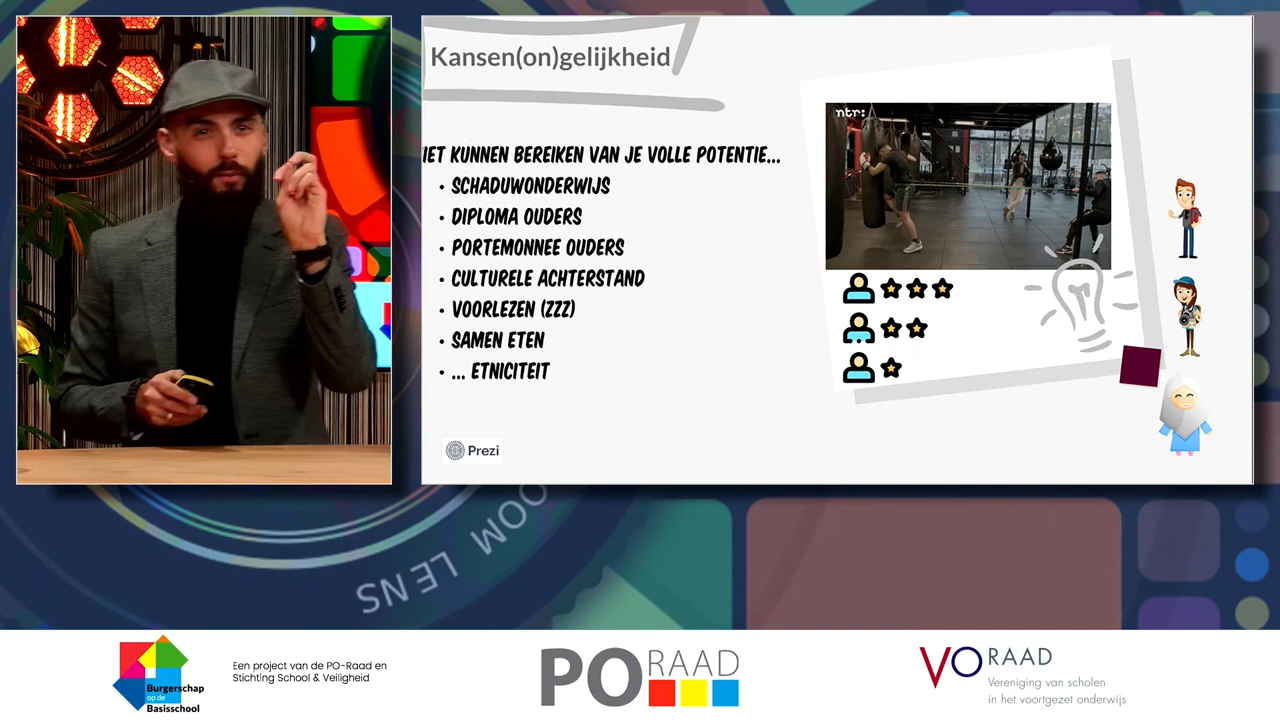 Kansen(on)gelijkheid
ntr:
IET KUNNEN BEREIKEN VAN JE VOLLE POTENTIE...
• SCHADUWONDERWIJS
• DIPLOMA OUDERS
• PORTEMONNEE OUDERS
• CULTURELE ACHTERSTAND
• VOORLEZEN (ZZZ)
• SAMEN ETEN
• ... ETNICITEIT
Prezi
OOM LENS
Burgerschap
op de
Basisschool
Een project van de PO-Raad en
Stichting School & Veiligheid
PO RAAD
VO RAAD
Vereniging van scholen
in het voortgezet onderwijs